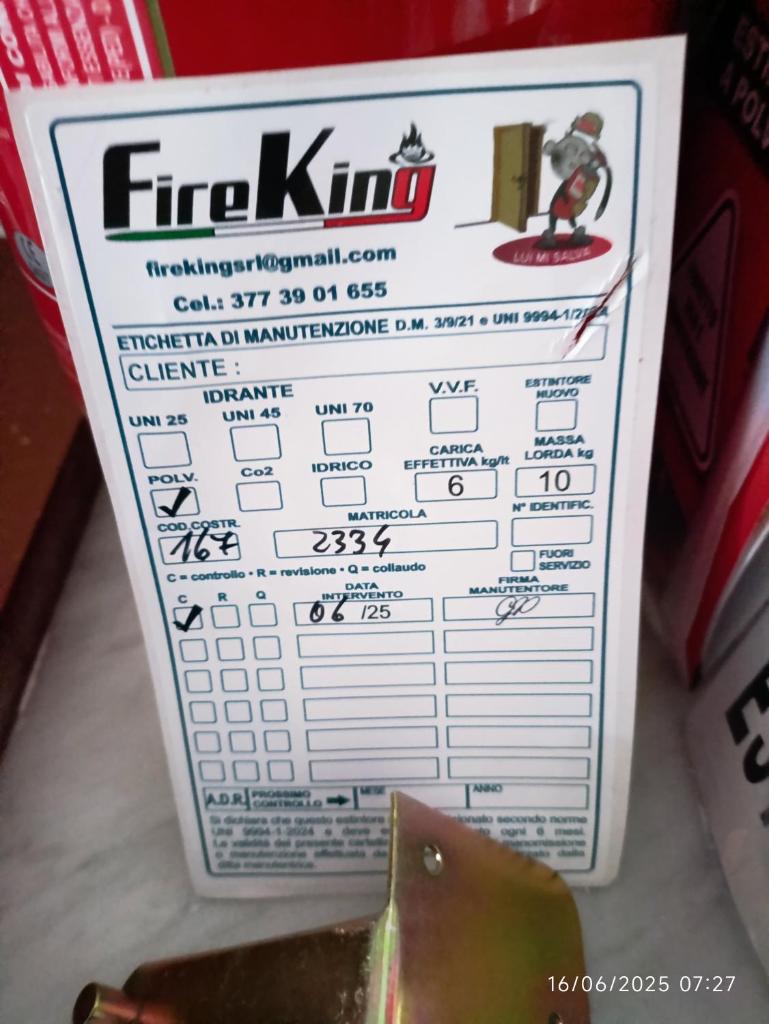 FireKing
LUI MI SALVA
firekingsrl@gmail.com
Cel.: 377 39 01 655
ETICHETTA DI MANUTENZIONE D.M. 3/9/21 e UNI 9994-1/
CLIENTE :
IDRANTE
UNI 25 UNI 45 UNI 70 V.V.F. ESTINTORE NUOVO
POLV. Co2 IDRICO CARICA EFFETTIVA kg/lt MASSA LORDA kg
✓ 6 10
COD.COSTR. MATRICOLA N° IDENTIFIC.
167 2334
FUORI SERVIZIO
C = controllo • R = revisione • Q = collaudo
C R Q DATA INTERVENTO FIRMA MANUTENTORE
✓ 06 /25
A.D.R. PROSSIMO CONTROLLO MESE ANNO
Si dichiara che questo estintore secondo norme
UNI 9994-1-2024 e deve ogni 6 mesi.
La validità del presente manomissione
o manutenzione effettuata da dalla
ditta manutentrice.
16/06/2025 07:27